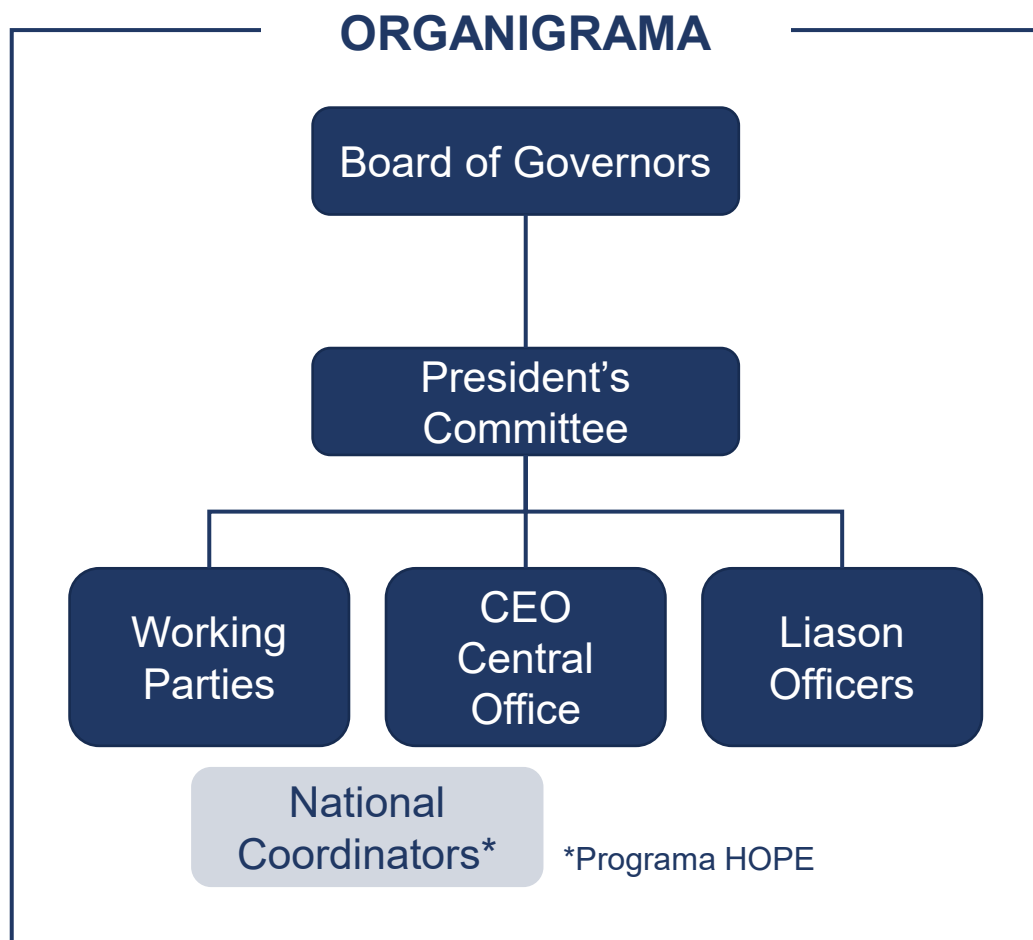 ORGANIGRAMA
Board of Governors
President’s
Committee
Working
Parties
CEO
Central
Office
Liason
Officers
National
Coordinators*
*Programa HOPE